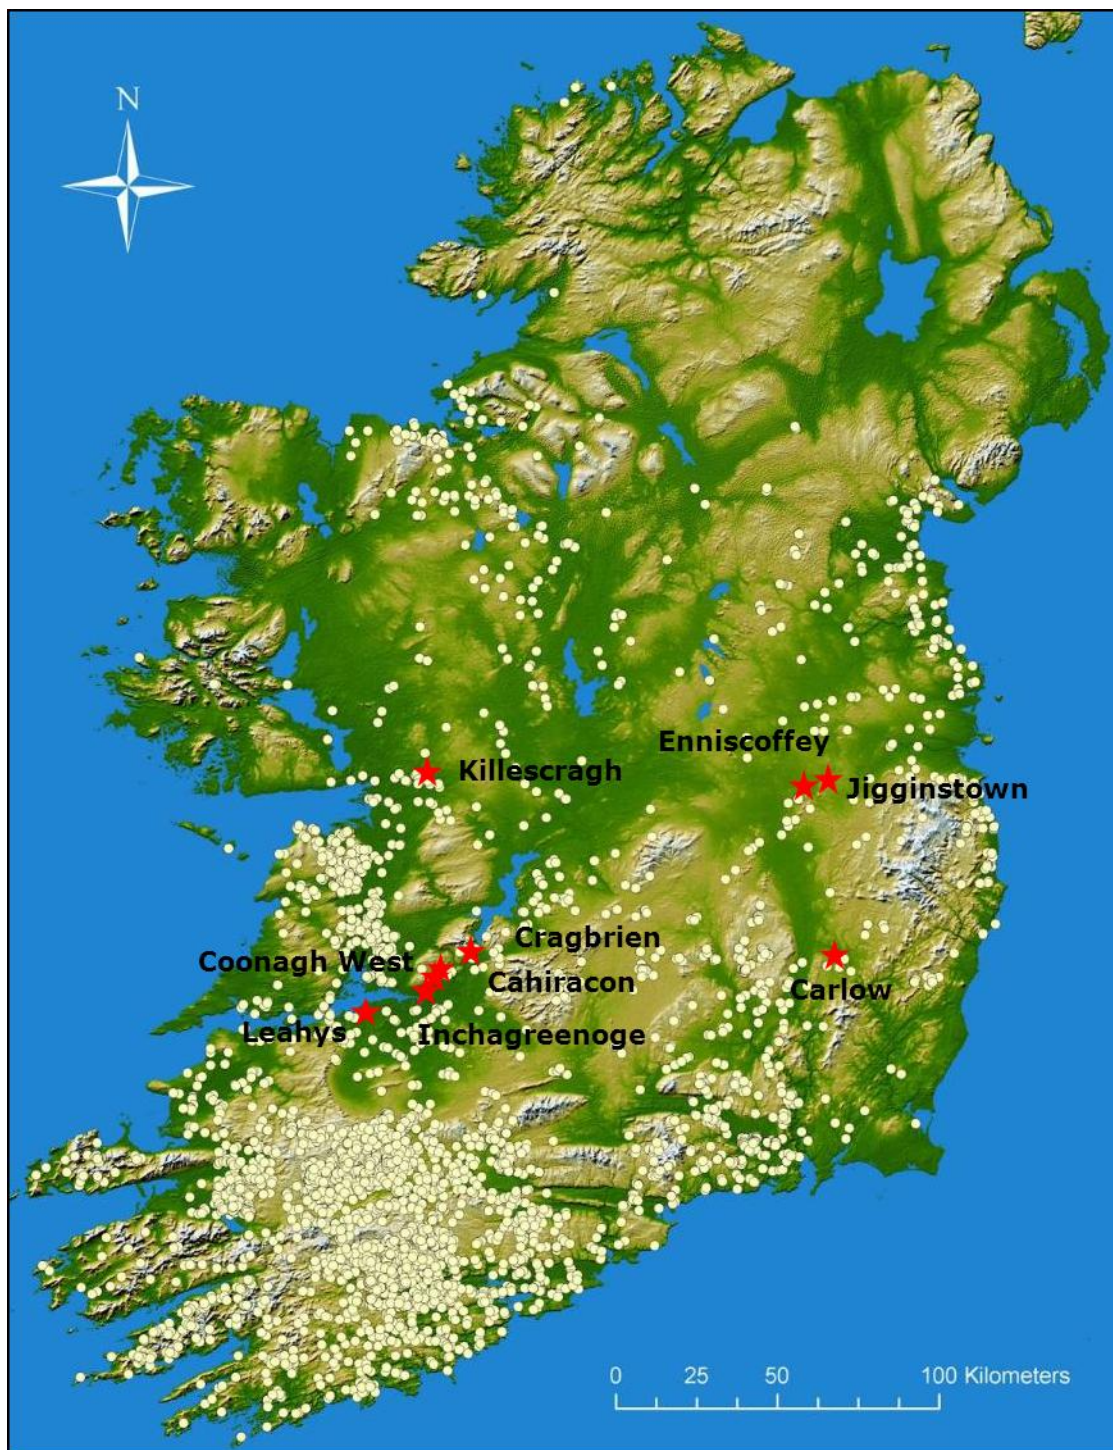 N
Enniscoffey
Killescragh
Jigginstown
Cragbrien
Coonagh West
Cahiracon
Carlow
Leahys
Inchagreenoge
0 25 50 100 Kilometers